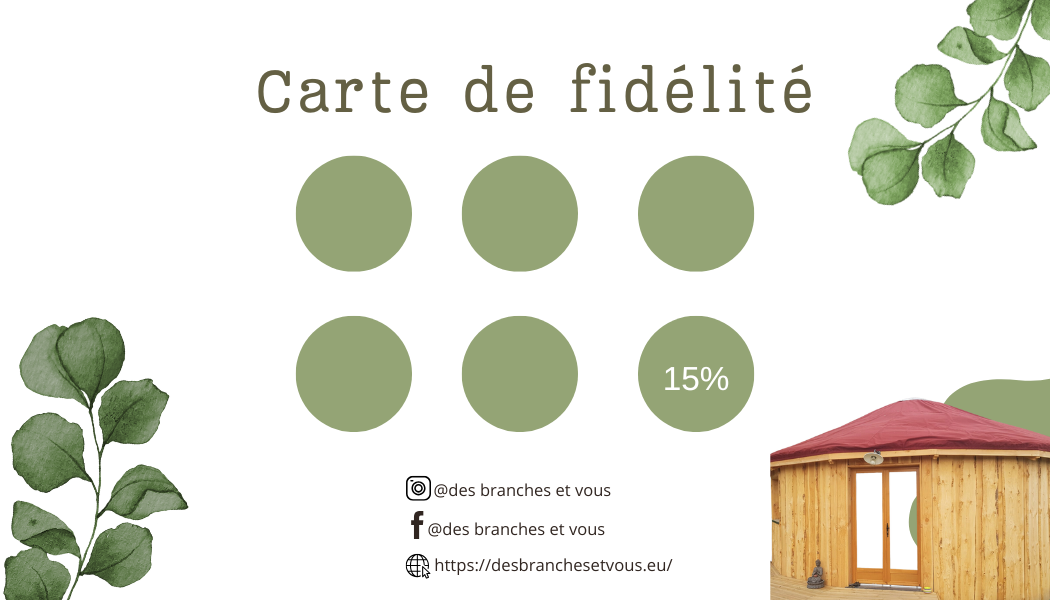 Carte de fidélité
15%
@des branches et vous
@des branches et vous
https://desbranchesetvous.eu/